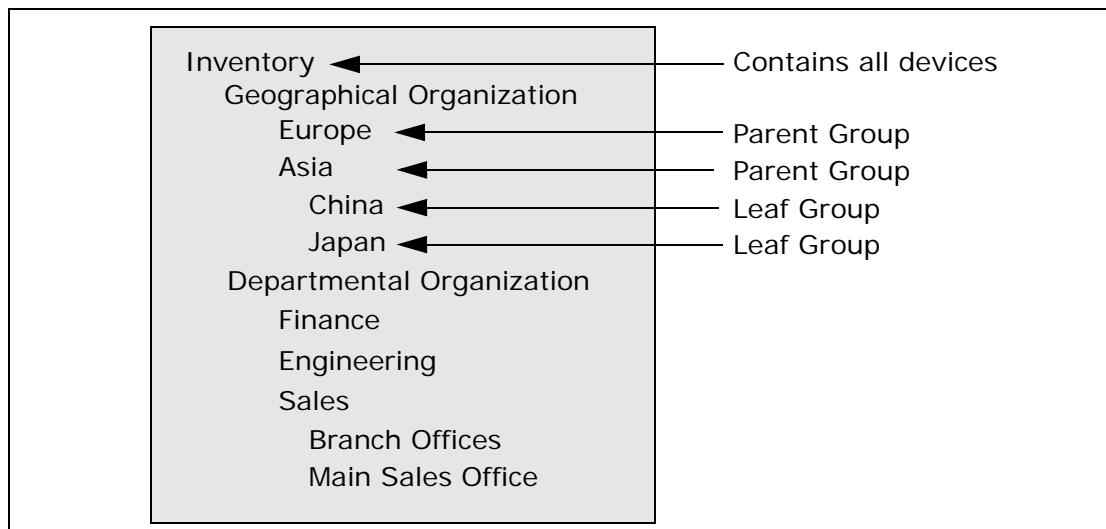 Inventory Contains all devices
Geographical Organization
Europe Parent Group
Asia Parent Group
China Leaf Group
Japan Leaf Group
Departmental Organization
Finance
Engineering
Sales
Branch Offices
Main Sales Office